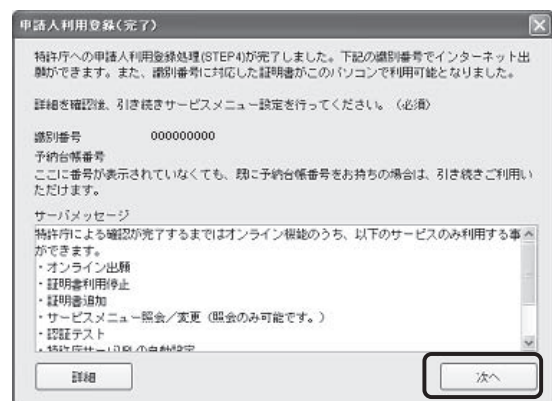 申請人利用登録(完了)
特許庁への申請人利用登録処理(STEP4)が完了しました。下記の識別番号でインターネット出
願ができます。また、識別番号に対応した証明書がこのパソコンで利用可能となりました。
詳細を確認後、引き続きサービスメニュー設定を行ってください。（必須）
識別番号 000000000
予納台帳番号
ここに番号が表示されていなくても、既に予納台帳番号をお持ちの場合は、引き続きご利用い
ただけます。
サーバメッセージ
特許庁による確認が完了するまではオンライン機能のうち、以下のサービスのみ利用する事
ができます。
・オンライン出願
・証明書利用停止
・証明書追加
・サービスメニュー照会／変更（照会のみ可能です。）
・認証テスト
・特許庁サーバURLの自動設定
詳細
次へ